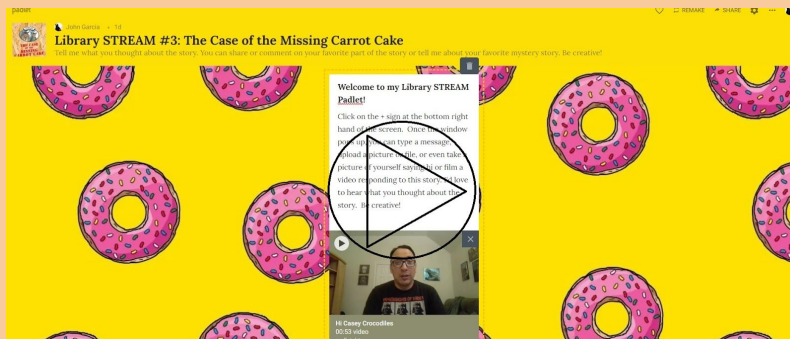 padlet
REMAKE
SHARE
John Garcia • 1d
Library STREAM #3: The Case of the Missing Carrot Cake
Tell me what you thought about the story. You can share or comment on your favorite part of the story or tell me about your favorite mystery story. Be creative!
Welcome to my Library STREAM
Padlet!
Click on the + sign at the bottom right
hand of the screen. Once the window
pops up, you can type a message,
upload a picture or file, or even take a
picture of yourself saying hi or film a
video responding to this story. I'd love
to hear what you thought about the
story. Be creative!
Hi Casey Crocodiles
00:53 video